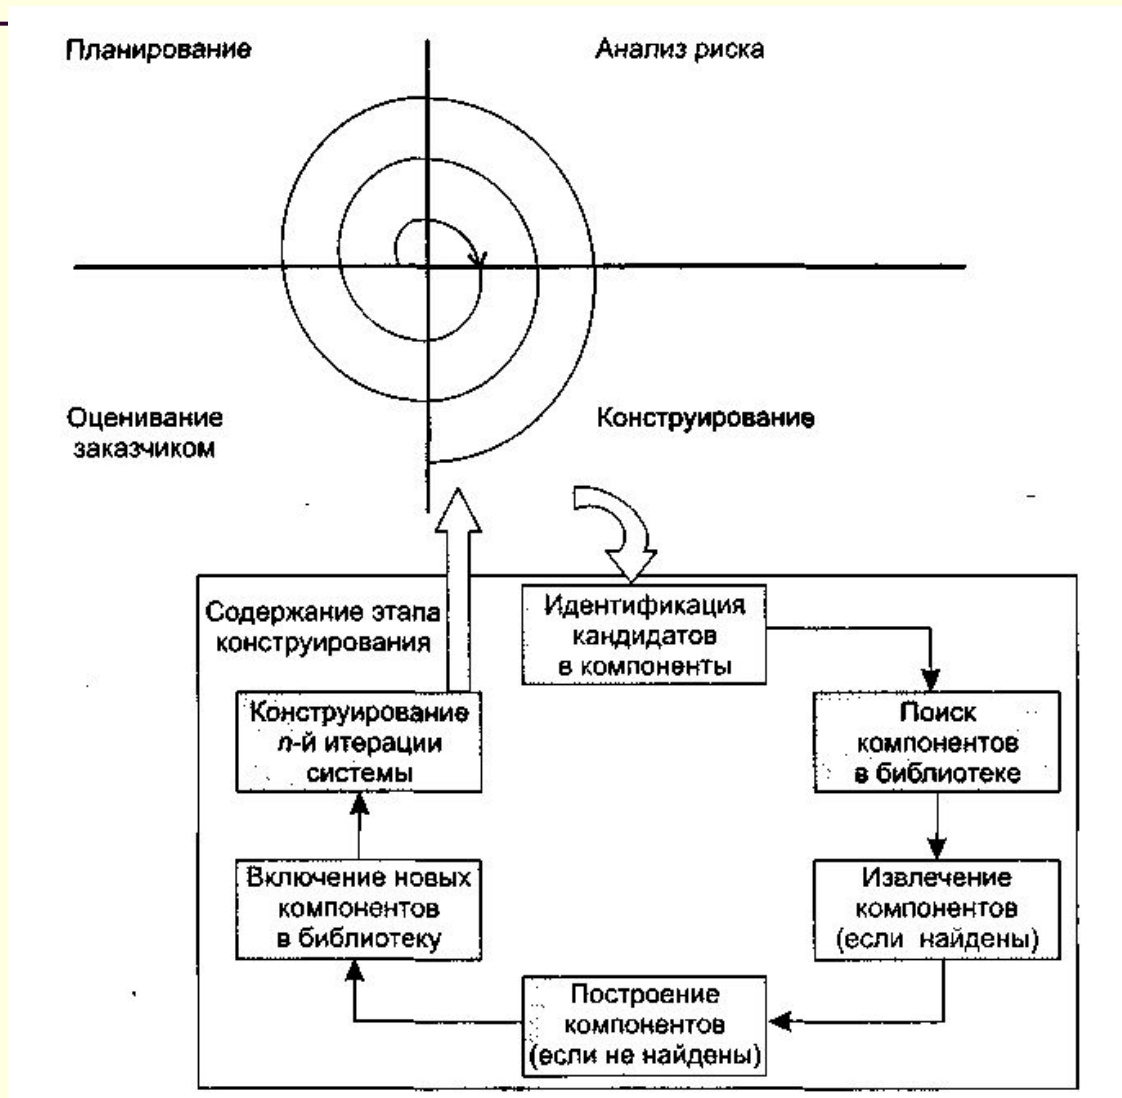 Планирование
Анализ риска
Оценивание
заказчиком
Конструирование
Содержание этапа
конструирования
Идентификация
кандидатов
в компоненты
Поиск
компонентов
в библиотеке
Извлечение
компонентов
(если найдены)
Построение
компонентов
(если не найдены)
Включение новых
компонентов
в библиотеку
Конструирование
n-й итерации
системы